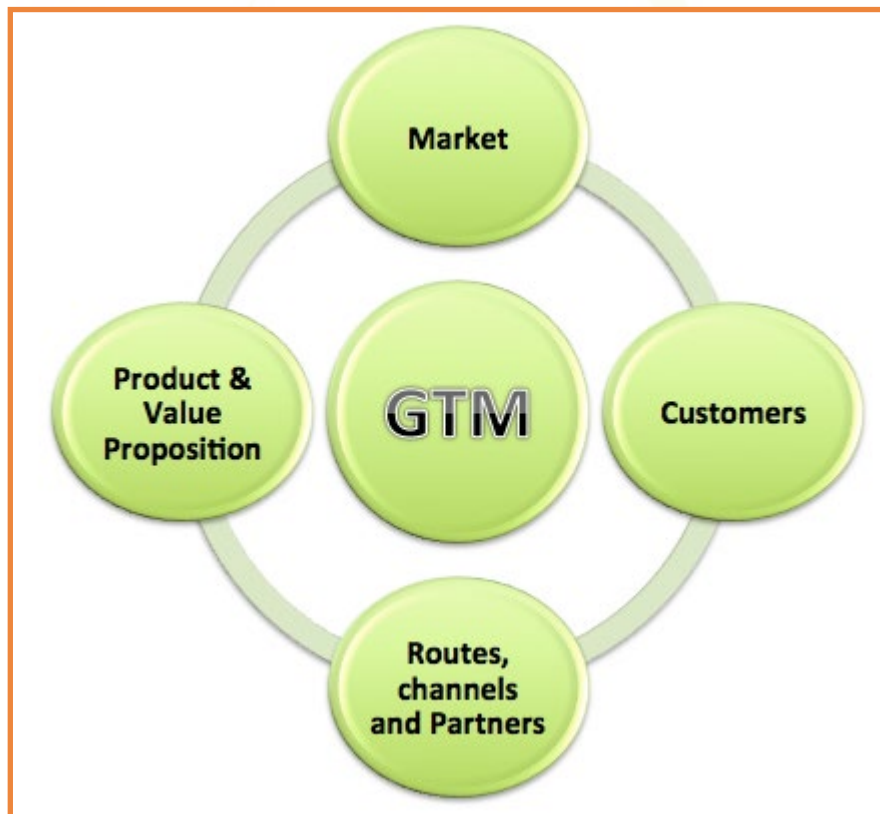 Market
Product &
Value
Proposition
GTM
Customers
Routes,
channels
and Partners